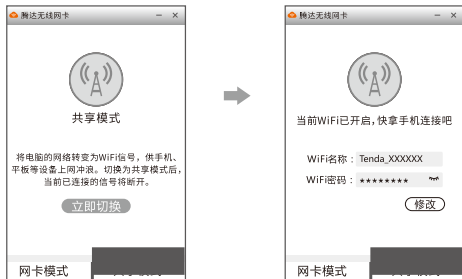 腾达无线网卡
共享模式
将电脑的网络转变为WiFi信号，供手机、
平板等设备上网冲浪。切换为共享模式后，
当前已连接的信号将断开。
立即切换
网卡模式
腾达无线网卡
当前WiFi已开启，快拿手机连接吧
WiFi名称： Tenda_XXXXXX
WiFi密码： ********
修改
网卡模式